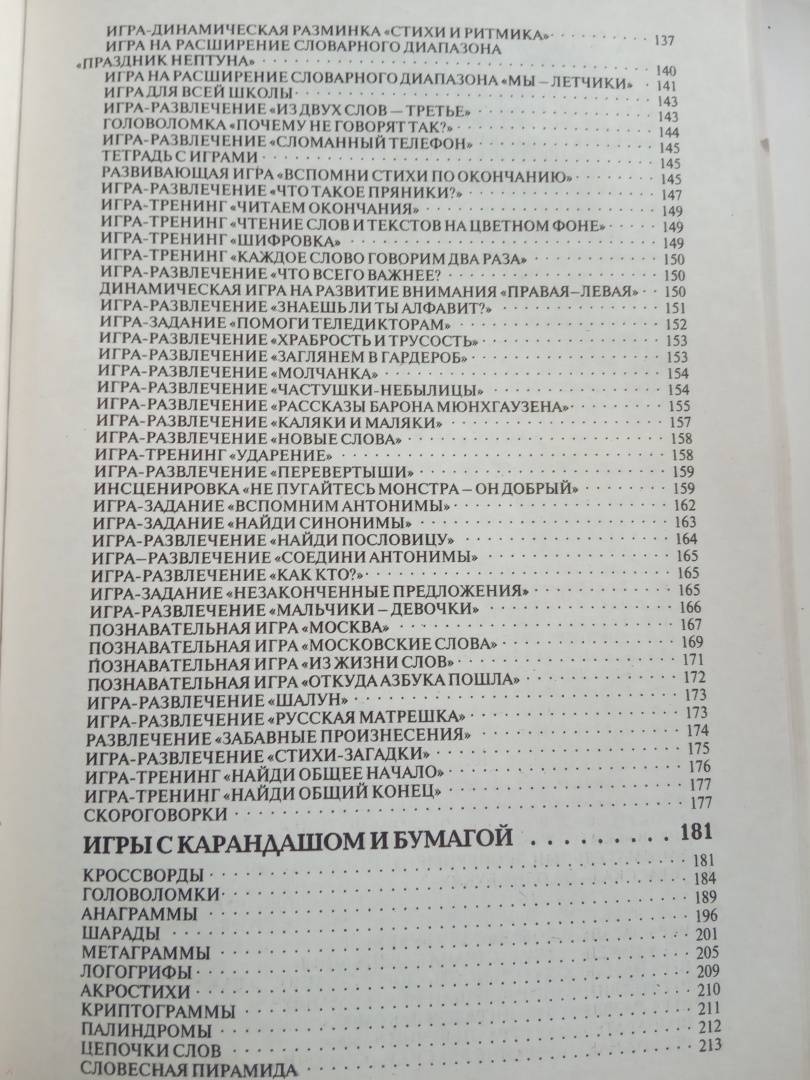 ИГРА-ДИНАМИЧЕСКАЯ РАЗМИНКА «СТИХИ И РИТМИКА» 137
ИГРА НА РАСШИРЕНИЕ СЛОВАРНОГО ДИАПАЗОНА
«ПРАЗДНИК НЕПТУНА» 140
ИГРА НА РАСШИРЕНИЕ СЛОВАРНОГО ДИАПАЗОНА «МЫ – ЛЕТЧИКИ» 141
ИГРА ДЛЯ ВСЕЙ ШКОЛЫ 143
ИГРА-РАЗВЛЕЧЕНИЕ «ИЗ ДВУХ СЛОВ – ТРЕТЬЕ» 143
ГОЛОВОЛОМКА «ПОЧЕМУ НЕ ГОВОРЯТ ТАК?» 144
ИГРА-РАЗВЛЕЧЕНИЕ «СЛОМАННЫЙ ТЕЛЕФОН» 145
ТЕТРАДЬ С ИГРАМИ 145
РАЗВИВАЮЩАЯ ИГРА «ВСПОМНИ СТИХИ ПО ОКОНЧАНИЮ» 145
ИГРА-РАЗВЛЕЧЕНИЕ «ЧТО ТАКОЕ ПРЯНИКИ?» 147
ИГРА-ТРЕНИНГ «ЧИТАЕМ ОКОНЧАНИЯ» 149
ИГРА-ТРЕНИНГ «ЧТЕНИЕ СЛОВ И ТЕКСТОВ НА ЦВЕТНОМ ФОНЕ» 149
ИГРА-ТРЕНИНГ «ШИФРОВКА» 149
ИГРА-ТРЕНИНГ «КАЖДОЕ СЛОВО ГОВОРИМ ДВА РАЗА» 150
ИГРА-РАЗВЛЕЧЕНИЕ «ЧТО ВСЕГО ВАЖНЕЕ? 150
ДИНАМИЧЕСКАЯ ИГРА НА РАЗВИТИЕ ВНИМАНИЯ «ПРАВАЯ–ЛЕВАЯ» 150
ИГРА-РАЗВЛЕЧЕНИЕ «ЗНАЕШЬ ЛИ ТЫ АЛФАВИТ?» 151
ИГРА-ЗАДАНИЕ «ПОМОГИ ТЕЛЕДИКТОРАМ» 152
ИГРА-РАЗВЛЕЧЕНИЕ «ХРАБРОСТЬ И ТРУСОСТЬ» 153
ИГРА-РАЗВЛЕЧЕНИЕ «ЗАГЛЯНЕМ В ГАРДЕРОБ» 153
ИГРА-РАЗВЛЕЧЕНИЕ «МОЛЧАНКА» 154
ИГРА-РАЗВЛЕЧЕНИЕ «ЧАСТУШКИ-НЕБЫЛИЦЫ» 154
ИГРА-РАЗВЛЕЧЕНИЕ «РАССКАЗЫ БАРОНА МЮНХГАУЗЕНА» 155
ИГРА-РАЗВЛЕЧЕНИЕ «КАЛЯКИ И МАЛЯКИ» 157
ИГРА-РАЗВЛЕЧЕНИЕ «НОВЫЕ СЛОВА» 158
ИГРА-ТРЕНИНГ «УДАРЕНИЕ» 158
ИГРА-РАЗВЛЕЧЕНИЕ «ПЕРЕВЕРТЫШИ» 159
ИНСЦЕНИРОВКА «НЕ ПУГАЙТЕСЬ МОНСТРА – ОН ДОБРЫЙ» 159
ИГРА-ЗАДАНИЕ «ВСПОМНИМ АНТОНИМЫ» 162
ИГРА-ЗАДАНИЕ «НАЙДИ СИНОНИМЫ» 163
ИГРА-РАЗВЛЕЧЕНИЕ «НАЙДИ ПОСЛОВИЦУ» 164
ИГРА–РАЗВЛЕЧЕНИЕ «СОЕДИНИ АНТОНИМЫ» 165
ИГРА-РАЗВЛЕЧЕНИЕ «КАК КТО?» 165
ИГРА-ЗАДАНИЕ «НЕЗАКОНЧЕННЫЕ ПРЕДЛОЖЕНИЯ» 165
ИГРА-РАЗВЛЕЧЕНИЕ «МАЛЬЧИКИ – ДЕВОЧКИ» 166
ПОЗНАВАТЕЛЬНАЯ ИГРА «МОСКВА» 167
ПОЗНАВАТЕЛЬНАЯ ИГРА «МОСКОВСКИЕ СЛОВА» 169
ПОЗНАВАТЕЛЬНАЯ ИГРА «ИЗ ЖИЗНИ СЛОВ» 171
ПОЗНАВАТЕЛЬНАЯ ИГРА «ОТКУДА АЗБУКА ПОШЛА» 172
ИГРА-РАЗВЛЕЧЕНИЕ «ШАЛУН» 173
ИГРА-РАЗВЛЕЧЕНИЕ «РУССКАЯ МАТРЕШКА» 173
РАЗВЛЕЧЕНИЕ «ЗАБАВНЫЕ ПРОИЗНЕСЕНИЯ» 174
ИГРА-РАЗВЛЕЧЕНИЕ «СТИХИ-ЗАГАДКИ» 175
ИГРА-ТРЕНИНГ «НАЙДИ ОБЩЕЕ НАЧАЛО» 176
ИГРА-ТРЕНИНГ «НАЙДИ ОБЩИЙ КОНЕЦ» 177
СКОРОГОВОРКИ 177
ИГРЫ С КАРАНДАШОМ И БУМАГОЙ 181
КРОССВОРДЫ 181
ГОЛОВОЛОМКИ 184
АНАГРАММЫ 189
ШАРАДЫ 196
МЕТАГРАММЫ 201
ЛОГОГРИФЫ 205
АКРОСТИХИ 209
КРИПТОГРАММЫ 210
ПАЛИНДРОМЫ 211
ЦЕПОЧКИ СЛОВ 212
СЛОВЕСНАЯ ПИРАМИДА 213